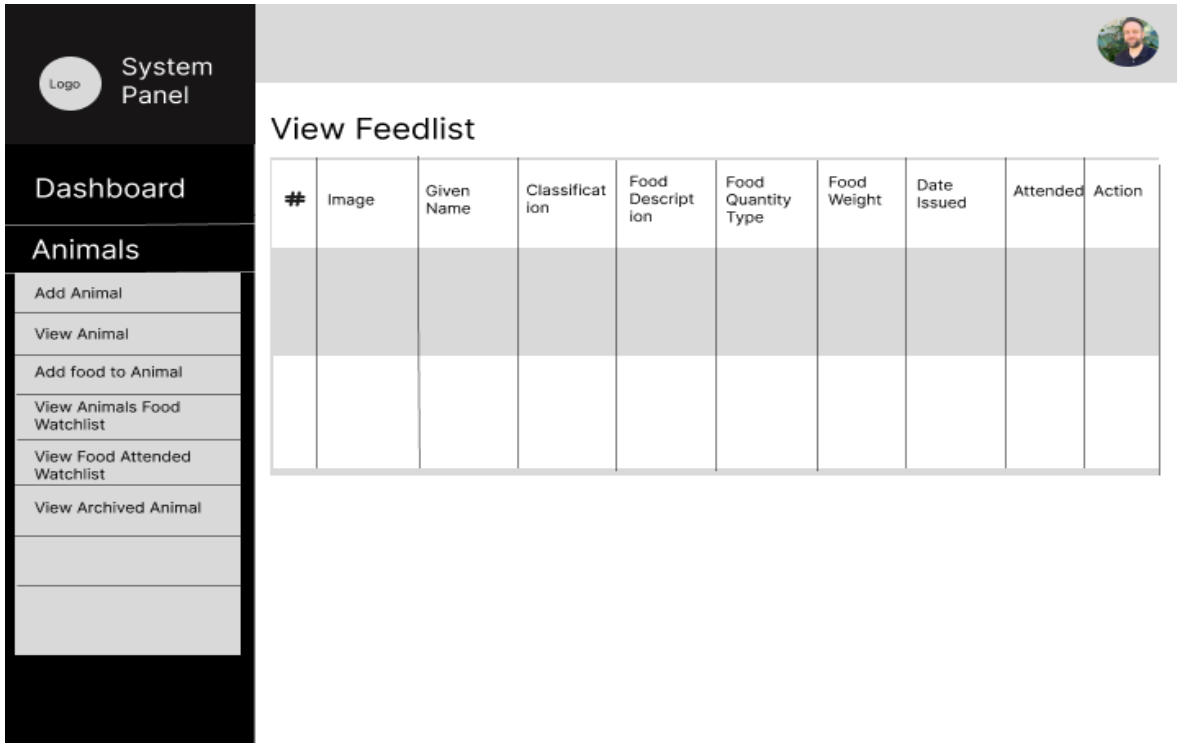 Logo
System
Panel
Dashboard
Animals
Add Animal
View Animal
Add food to Animal
View Animals Food
Watchlist
View Food Attended
Watchlist
View Archived Animal
View Feedlist
#
Image
Given
Name
Classificat
ion
Food
Descript
ion
Food
Quantity
Type
Food
Weight
Date
Issued
Attended
Action